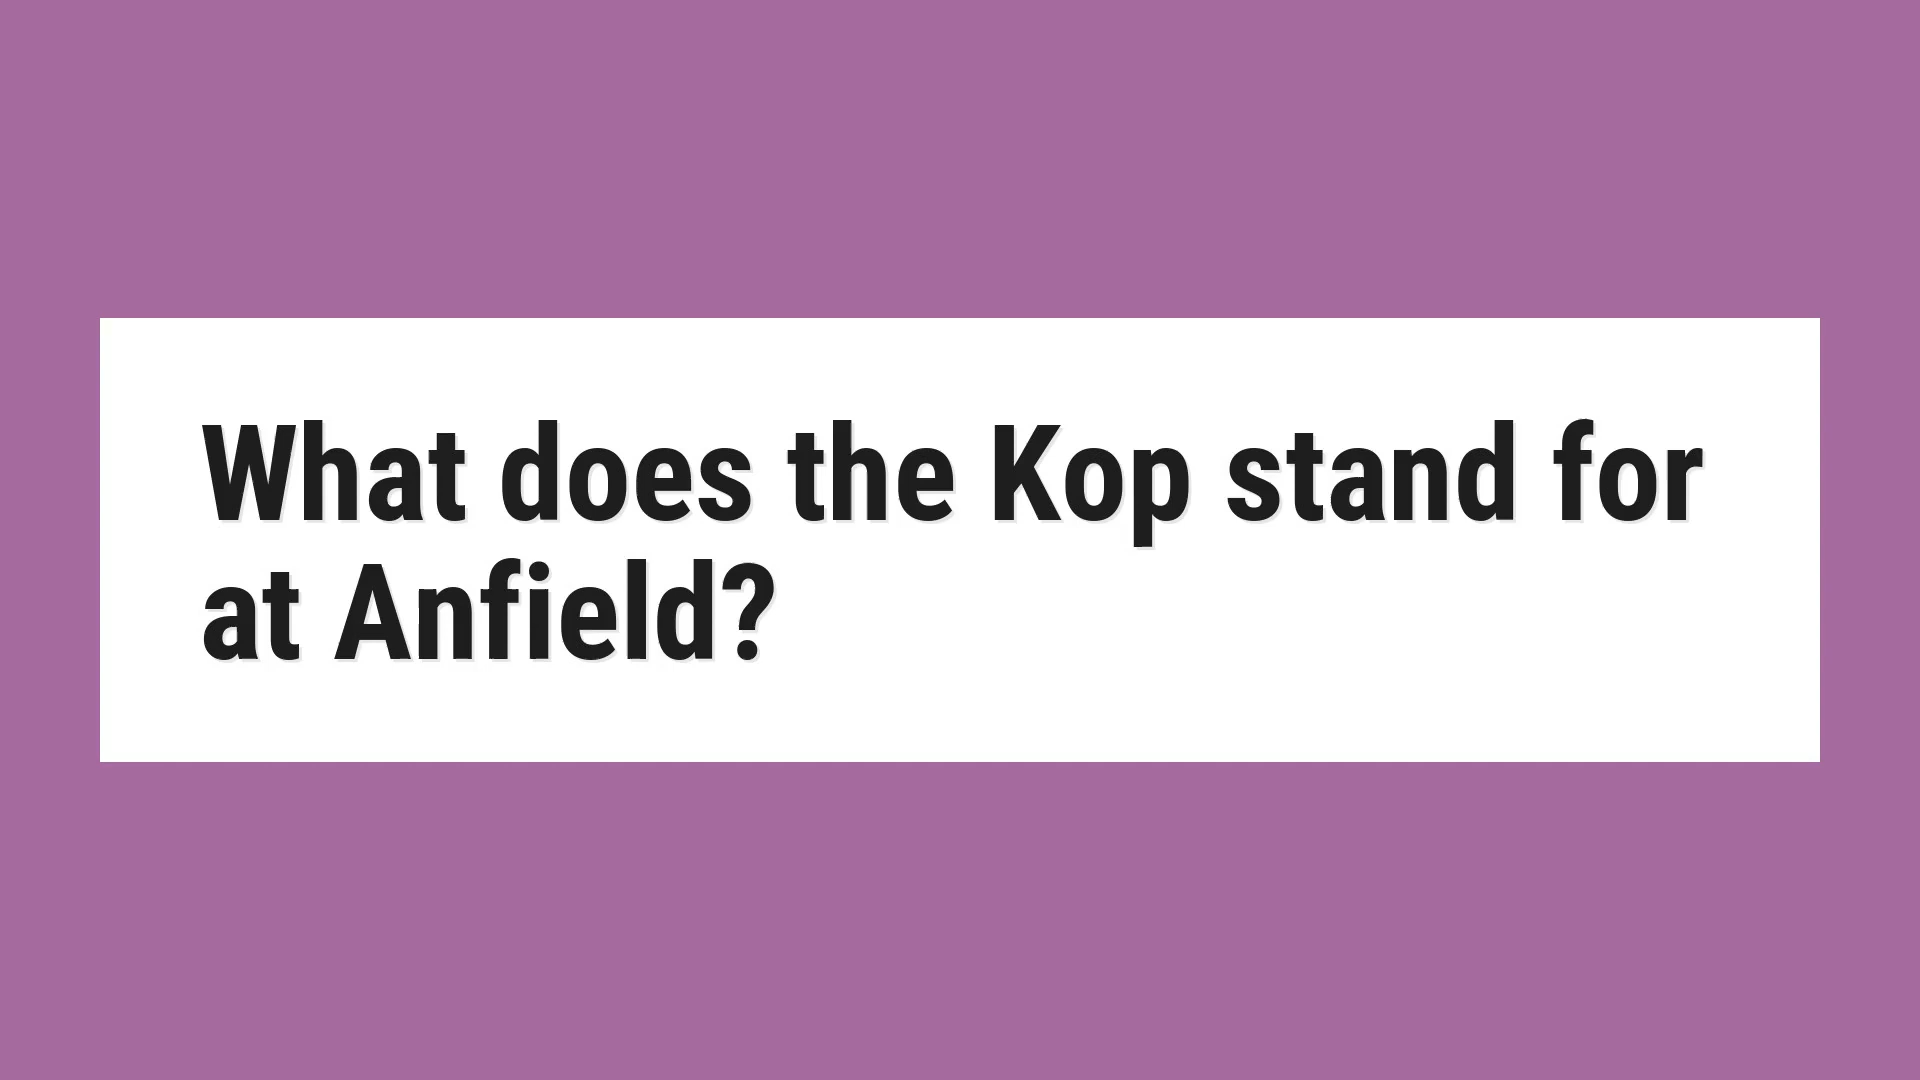 What does the Kop stand for
at Anfield?